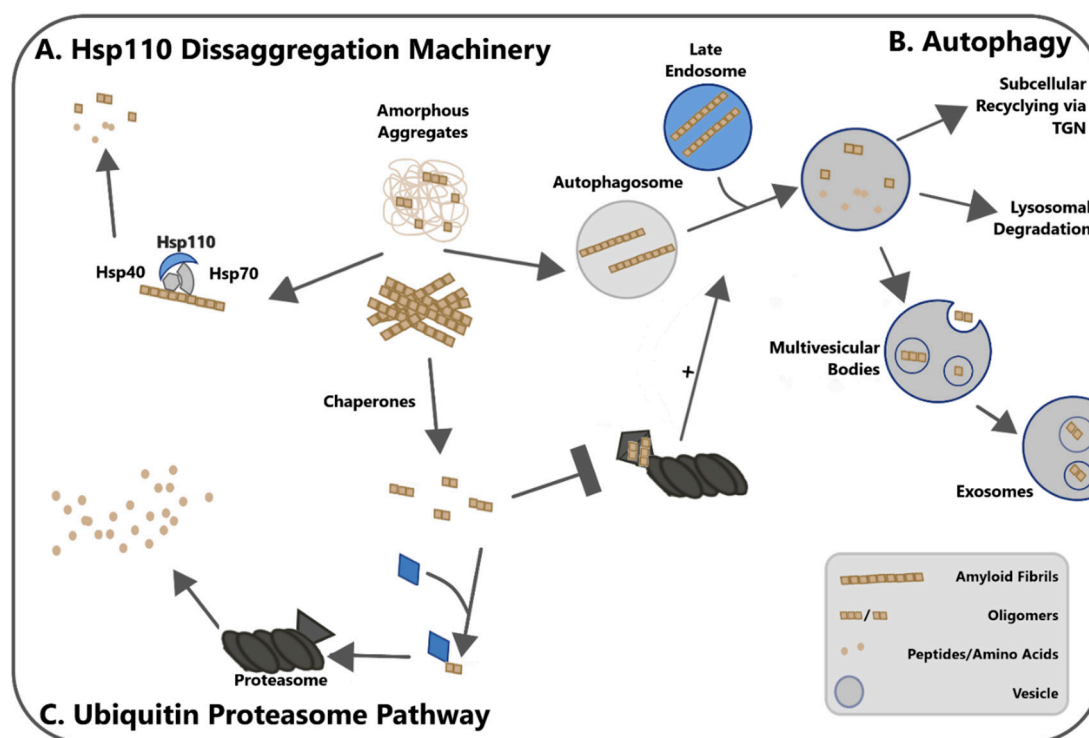 A. Hsp110 Dissaggregation Machinery
B. Autophagy
Late
Endosome
Subcellular
Recyclying via
TGN
Amorphous
Aggregates
Autophagosome
Lysosomal
Degradation
Hsp110
Hsp40
Hsp70
Multivesicular
Bodies
Chaperones
+
Exosomes
Proteasome
C. Ubiquitin Proteasome Pathway
Amyloid Fibrils
/ Oligomers
Peptides/Amino Acids
Vesicle